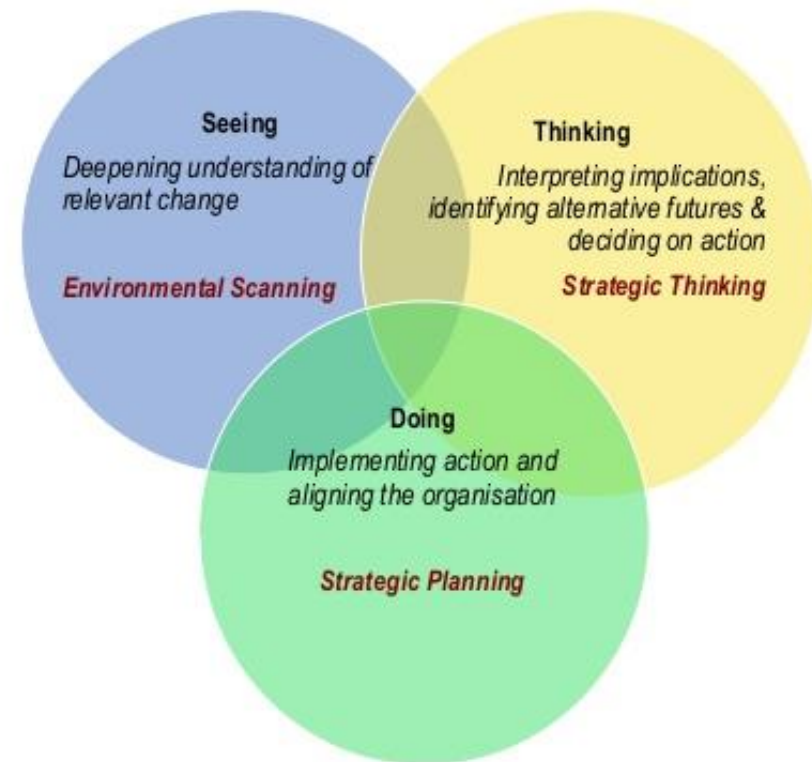 Seeing
Deepening understanding of
relevant change
Environmental Scanning
Thinking
Interpreting implications,
identifying alternative futures &
deciding on action
Strategic Thinking
Doing
Implementing action and
aligning the organisation
Strategic Planning